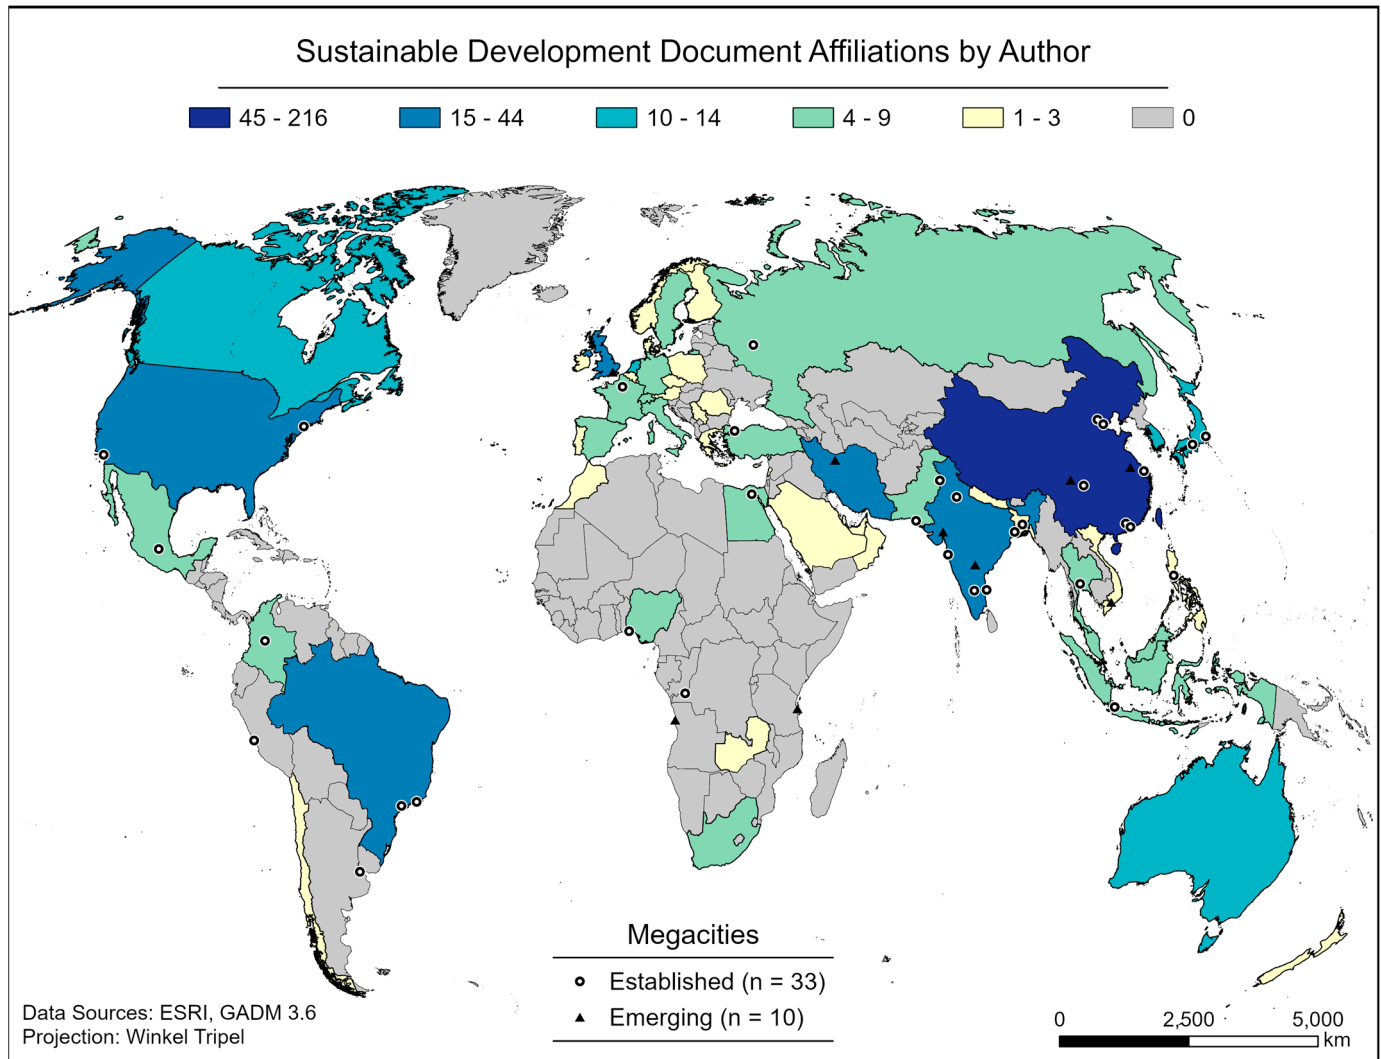 Sustainable Development Document Affiliations by Author
45 - 216 15 - 44 10 - 14 4 - 9 1 - 3 0
Megacities
Established (n = 33)
Emerging (n = 10)
Data Sources: ESRI, GADM 3.6
Projection: Winkel Tripel
0 2,500 5,000
km